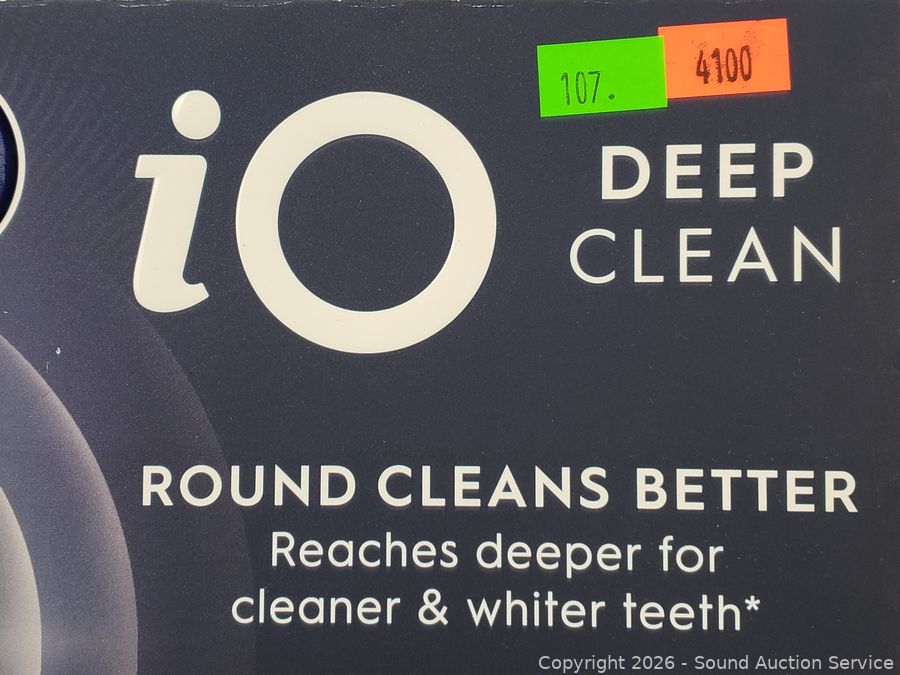 107.
4100
iO
DEEP
CLEAN
ROUND CLEANS BETTER
Reaches deeper for
cleaner & whiter teeth*
Copyright 2026 - Sound Auction Service